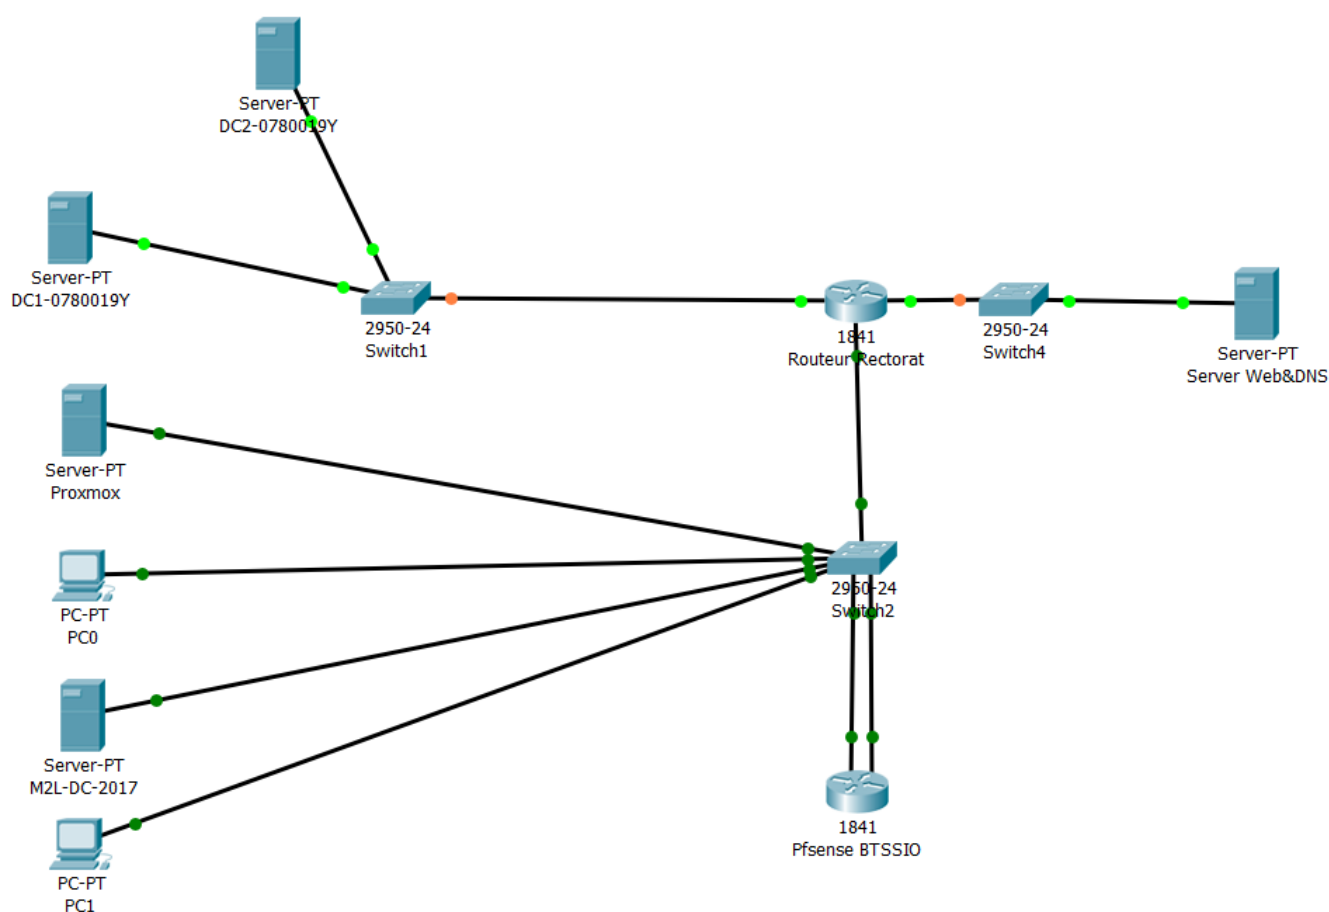 Server-PT
DC2-0780019Y
Server-PT
DC1-0780019Y
2950-24
Switch1
1841
Routeur Rectorat
2950-24
Switch4
Server-PT
Server Web&DNS
Server-PT
Proxmox
PC-PT
PC0
2950-24
Switch2
Server-PT
M2L-DC-2017
1841
Pfsense BTSSIO
PC-PT
PC1